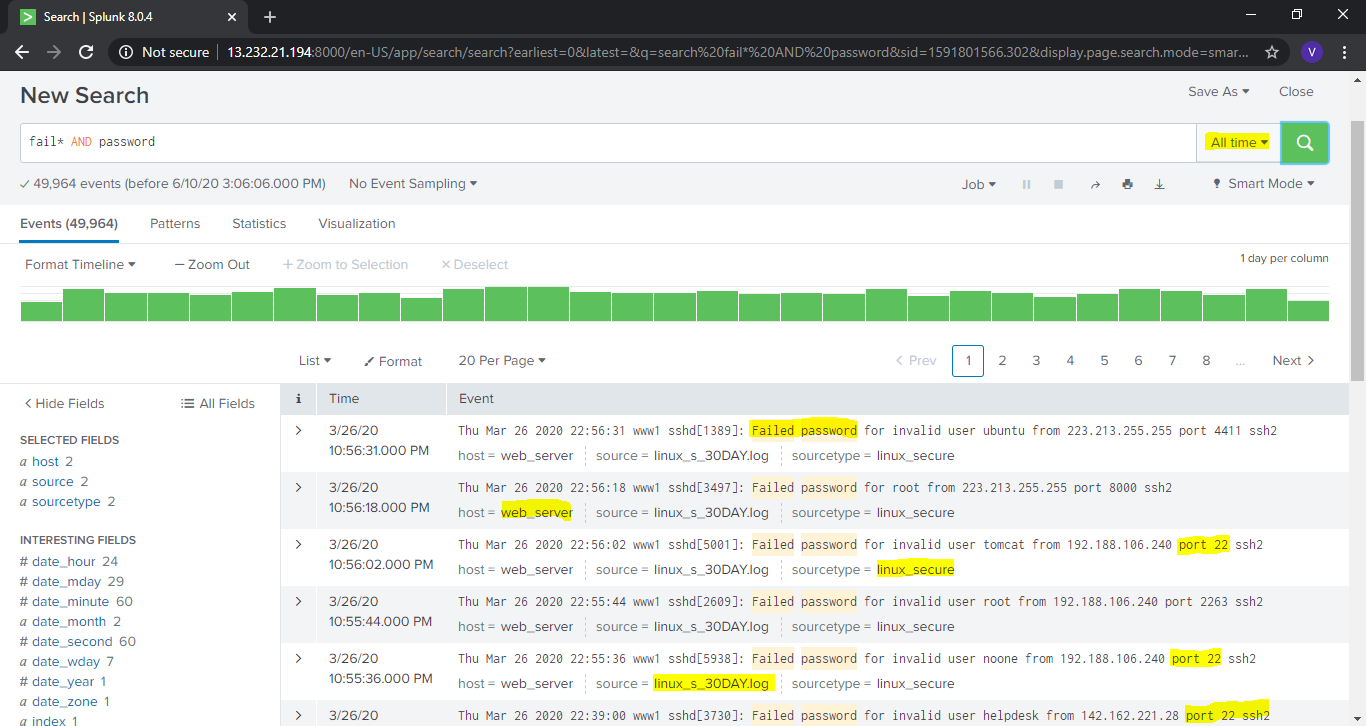 Search | Splunk 8.0.4
Not secure | 13.232.21.194:8000/en-US/app/search/search?earliest=0&latest=&q=search%20fail*%20AND%20password&sid=1591801566.302&display.page.search.mode=smar...
V
New Search
Save As
Close
fail* AND password
All time
49,964 events (before 6/10/20 3:06:06.000 PM)
No Event Sampling
Job
Smart Mode
Events (49,964)
Patterns
Statistics
Visualization
Format Timeline
— Zoom Out
+ Zoom to Selection
× Deselect
1 day per column
List
Format
20 Per Page
< Prev
1
2
3
4
5
6
7
8
...
Next >
< Hide Fields
All Fields
i
Time
Event
SELECTED FIELDS
a host 2
a source 2
a sourcetype 2
INTERESTING FIELDS
# date_hour 24
# date_mday 29
# date_minute 60
a date_month 2
# date_second 60
a date_wday 7
# date_year 1
a date_zone 1
a index 1
3/26/20
10:56:31.000 PM
Thu Mar 26 2020 22:56:31 www1 sshd[1389]: Failed password for invalid user ubuntu from 223.213.255.255 port 4411 ssh2
host = web_server source = linux_s_30DAY.log sourcetype = linux_secure
3/26/20
10:56:18.000 PM
Thu Mar 26 2020 22:56:18 www1 sshd[3497]: Failed password for root from 223.213.255.255 port 8000 ssh2
host = web_server source = linux_s_30DAY.log sourcetype = linux_secure
3/26/20
10:56:02.000 PM
Thu Mar 26 2020 22:56:02 www1 sshd[5001]: Failed password for invalid user tomcat from 192.188.106.240 port 22 ssh2
host = web_server source = linux_s_30DAY.log sourcetype = linux_secure
3/26/20
10:55:44.000 PM
Thu Mar 26 2020 22:55:44 www1 sshd[2609]: Failed password for invalid user root from 192.188.106.240 port 2263 ssh2
host = web_server source = linux_s_30DAY.log sourcetype = linux_secure
3/26/20
10:55:36.000 PM
Thu Mar 26 2020 22:55:36 www1 sshd[5938]: Failed password for invalid user noone from 192.188.106.240 port 22 ssh2
host = web_server source = linux_s_30DAY.log sourcetype = linux_secure
3/26/20
Thu Mar 26 2020 22:39:00 www1 sshd[3730]: Failed password for invalid user helpdesk from 142.162.221.28 port 22 ssh2